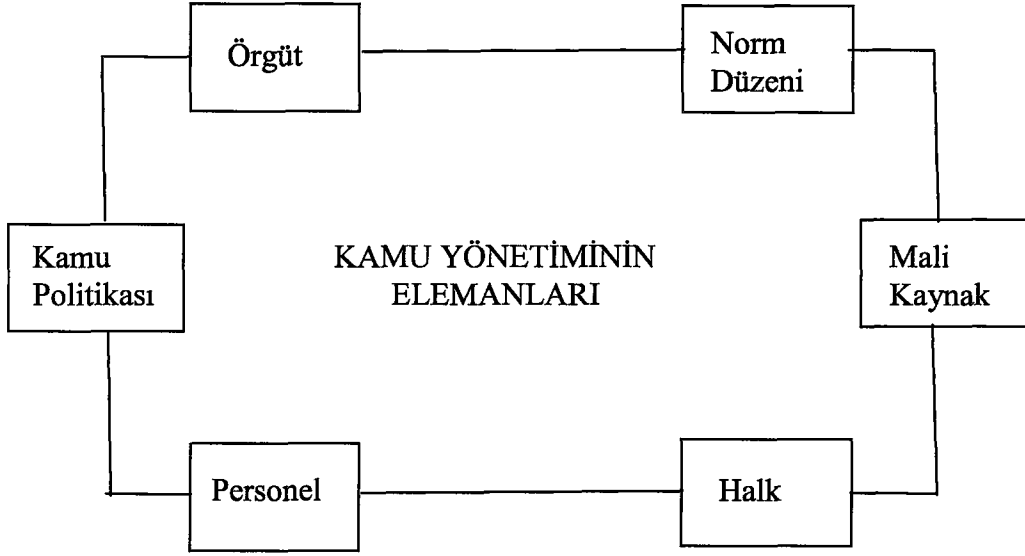 Örgüt
Norm
Düzeni
Kamu
Politikası
KAMU YÖNETİMİNİN
ELEMANLARI
Mali
Kaynak
Personel
Halk